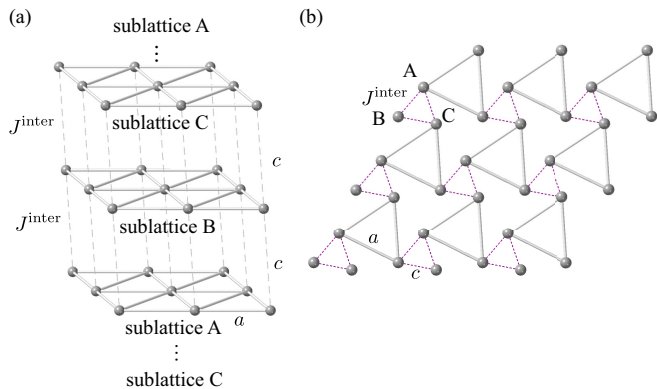 (a)
sublattice A
⋮
sublattice C
J^inter
c
sublattice B
J^inter
c
sublattice A
a
⋮
sublattice C
(b)
A
J^inter
B
C
a
c